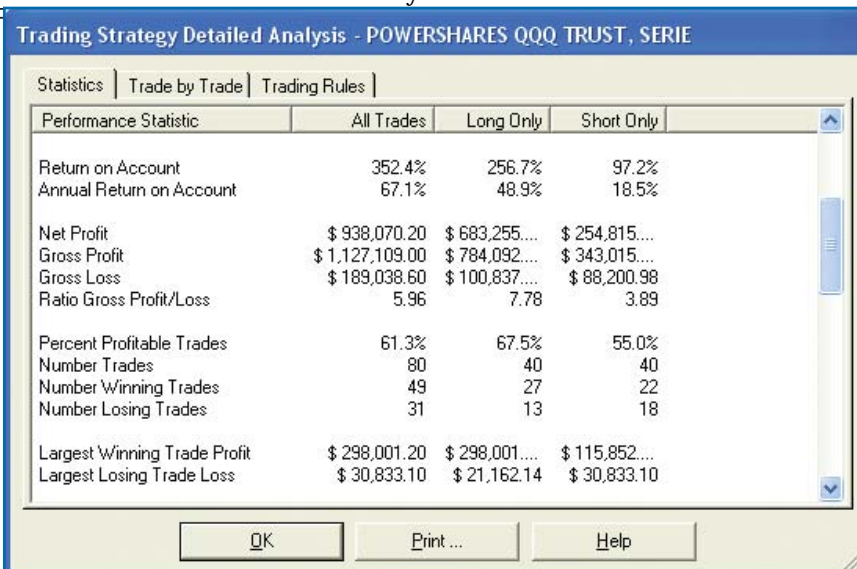 Trading Strategy Detailed Analysis - POWERSHARES QQQ TRUST, SERIE
Statistics Trade by Trade Trading Rules
Performance Statistic All Trades Long Only Short Only
Return on Account 352.4% 256.7% 97.2%
Annual Return on Account 67.1% 48.9% 18.5%
Net Profit $ 938,070.20 $ 683,255.... $ 254,815....
Gross Profit $ 1,127,109.00 $ 784,092.... $ 343,015....
Gross Loss $ 189,038.60 $ 100,837.... $ 88,200.98
Ratio Gross Profit/Loss 5.96 7.78 3.89
Percent Profitable Trades 61.3% 67.5% 55.0%
Number Trades 80 40 40
Number Winning Trades 49 27 22
Number Losing Trades 31 13 18
Largest Winning Trade Profit $ 298,001.20 $ 298,001.... $ 115,852....
Largest Losing Trade Loss $ 30,833.10 $ 21,162.14 $ 30,833.10
OK Print ... Help